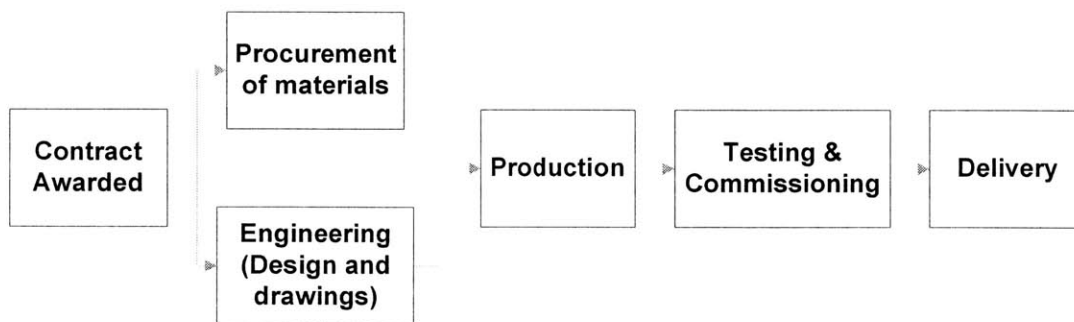 Contract
Awarded
Procurement
of materials
Engineering
(Design and
drawings)
Production
Testing &
Commissioning
Delivery